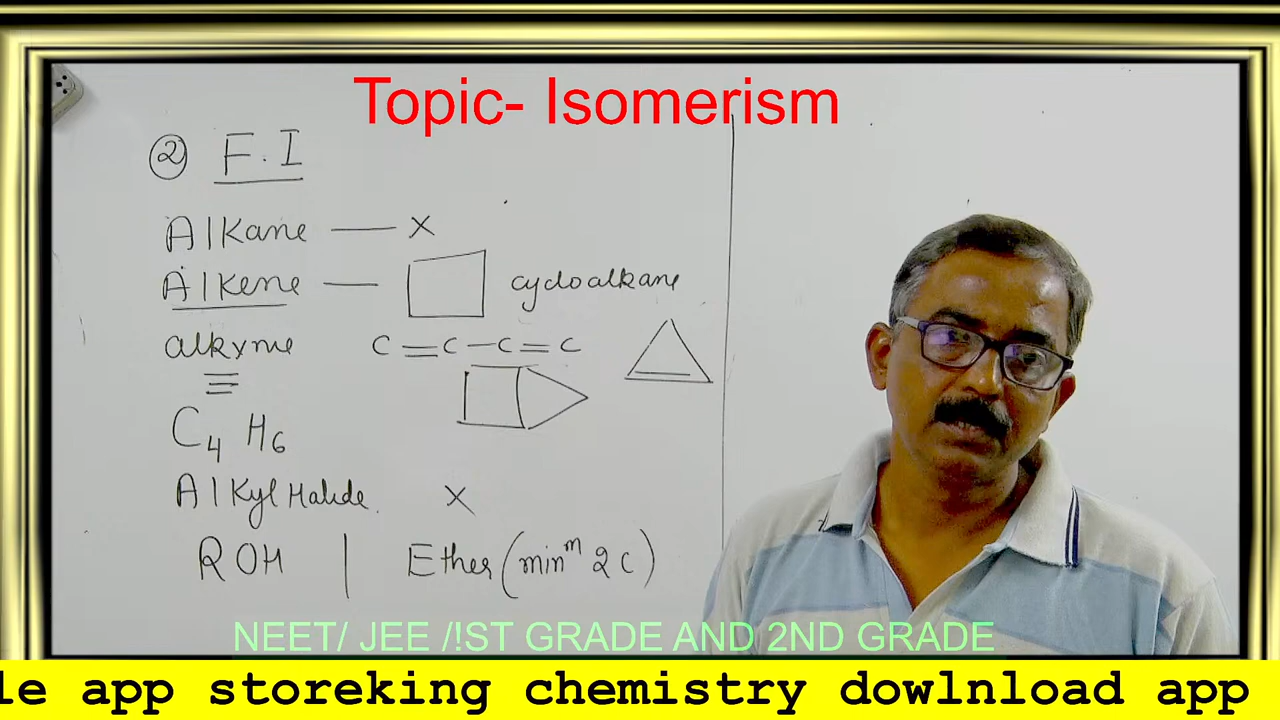 Topic- Isomerism
② F.I
Alkane — ×
Alkene — cycloalkane
alkyne C=C-C=C
≡
C₄ H₆
Alkyl Halide ×
ROH | Ether (minᵐ 2C)
NEET/ JEE /!ST GRADE AND 2ND GRADE
le app storeking chemistry dowlnload app